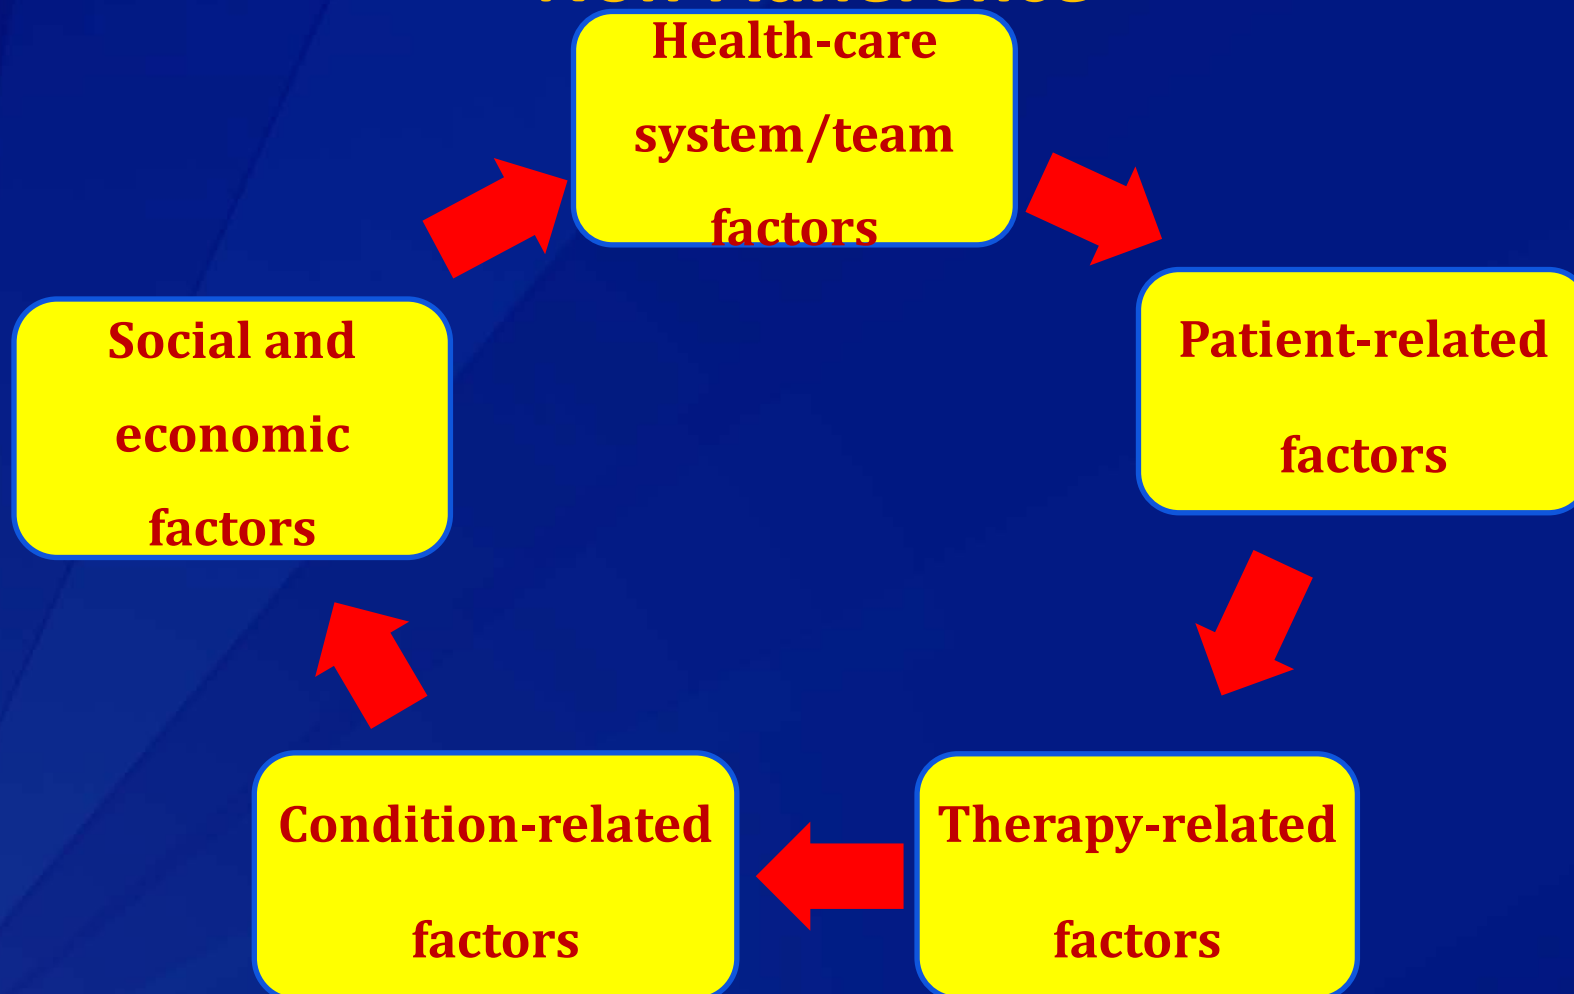 Health-care
system/team
factors
Patient-related
factors
Therapy-related
factors
Condition-related
factors
Social and
economic
factors